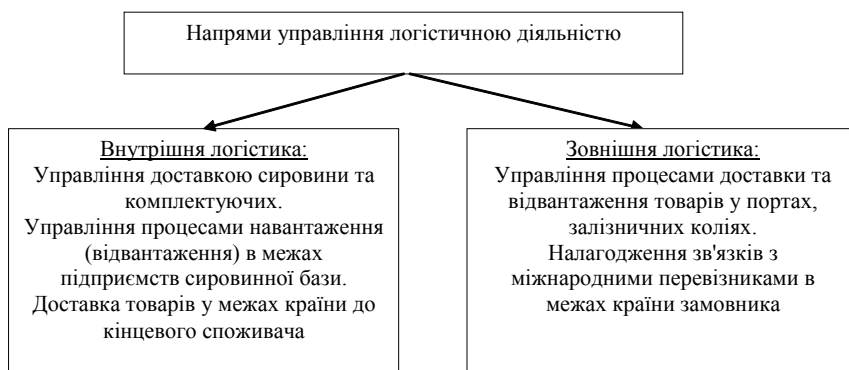 Напрями управління логістичною діяльністю
Внутрішня логістика:
Управління доставкою сировини та
комплектуючих.
Управління процесами навантаження
(відвантаження) в межах
підприємств сировинної бази.
Доставка товарів у межах країни до
кінцевого споживача
Зовнішня логістика:
Управління процесами доставки та
відвантаження товарів у портах,
залізничних коліях.
Налагодження зв'язків з
міжнародними перевізниками в
межах країни замовника